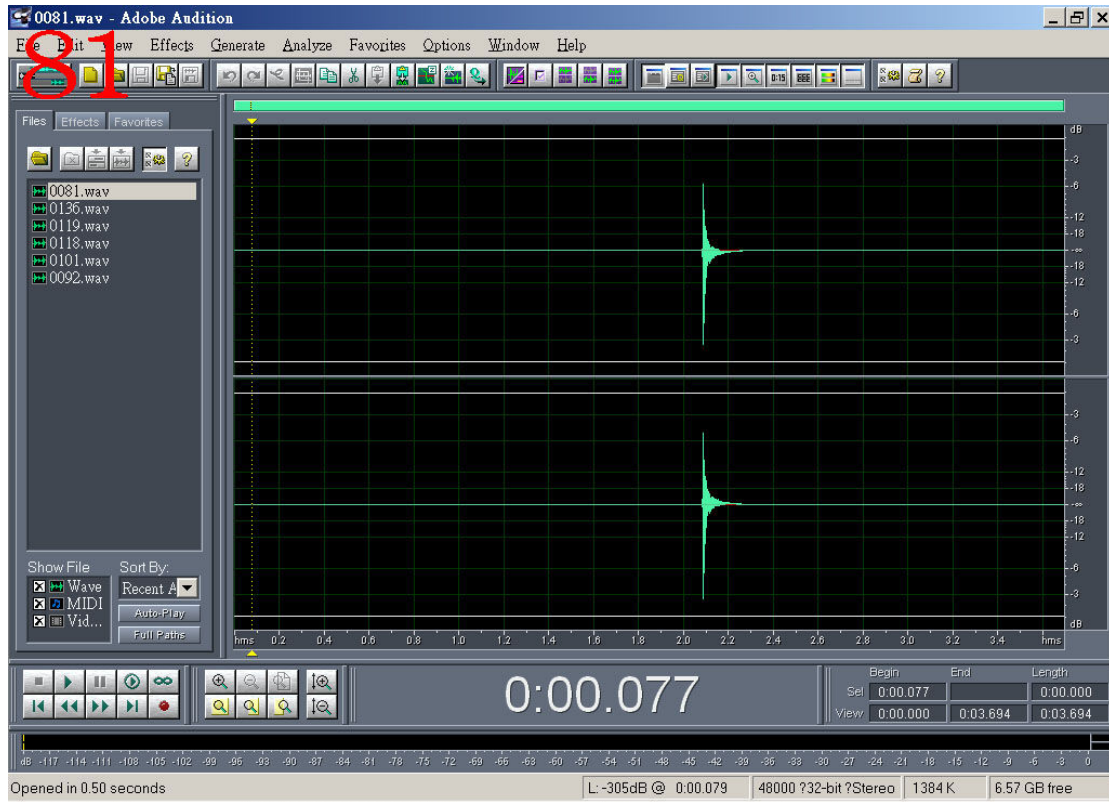 0081.wav - Adobe Audition
File Edit View Effects Generate Analyze Favorites Options Window Help
81
Files Effects Favorites
0081.wav
0136.wav
0119.wav
0118.wav
0101.wav
0092.wav
Show File Sort By:
Wave Recent A
MIDI
Vid...
Auto-Play
Full Paths
dB
-3
-6
-12
-18
-∞
-18
-12
-6
-3
-3
-6
-12
-18
-∞
-18
-12
-6
-3
dB
hms 0.2 0.4 0.6 0.8 1.0 1.2 1.4 1.6 1.8 2.0 2.2 2.4 2.6 2.8 3.0 3.2 3.4 hms
0:00.077
Begin End Length
Sel 0:00.077 0:00.000
View 0:00.000 0:03.694 0:03.694
dB -117 -114 -111 -108 -105 -102 -99 -96 -93 -90 -87 -84 -81 -78 -75 -72 -69 -66 -63 -60 -57 -54 -51 -48 -45 -42 -39 -36 -33 -30 -27 -24 -21 -18 -15 -12 -9 -6 -3 0
Opened in 0.50 seconds L: -305dB @ 0:00.079 48000 ?32-bit ?Stereo 1384 K 6.57 GB free